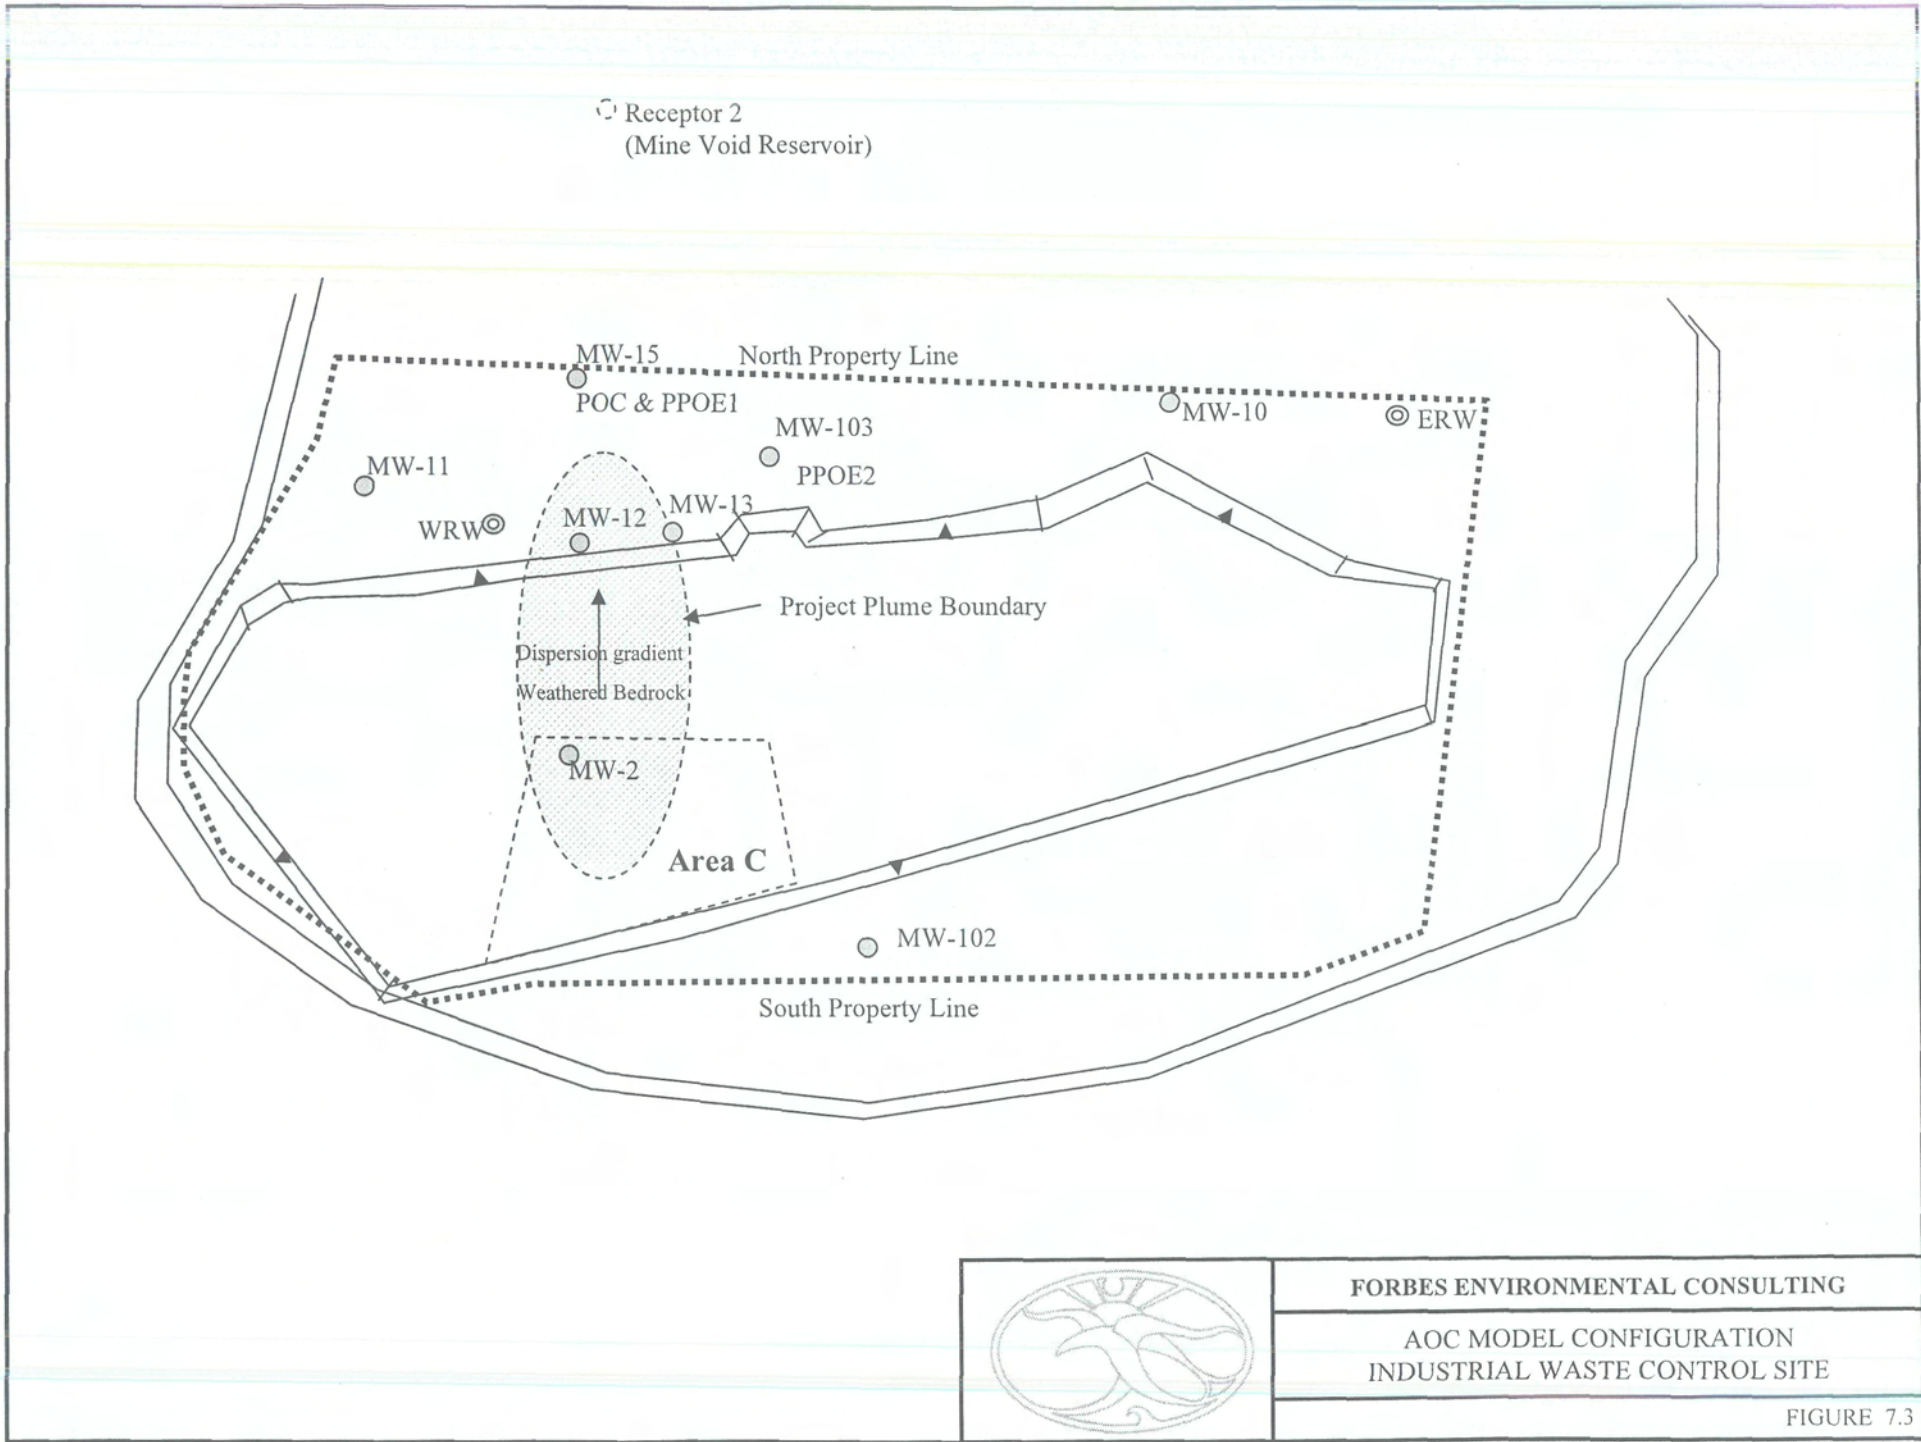 Receptor 2
(Mine Void Reservoir)
MW-15
North Property Line
POC & PPOE1
MW-10
ERW
MW-103
PPOE2
MW-11
MW-13
MW-12
WRW
Project Plume Boundary
Dispersion gradient
Weathered Bedrock
MW-2
Area C
MW-102
South Property Line
FORBES ENVIRONMENTAL CONSULTING
AOC MODEL CONFIGURATION
INDUSTRIAL WASTE CONTROL SITE
FIGURE 7.3